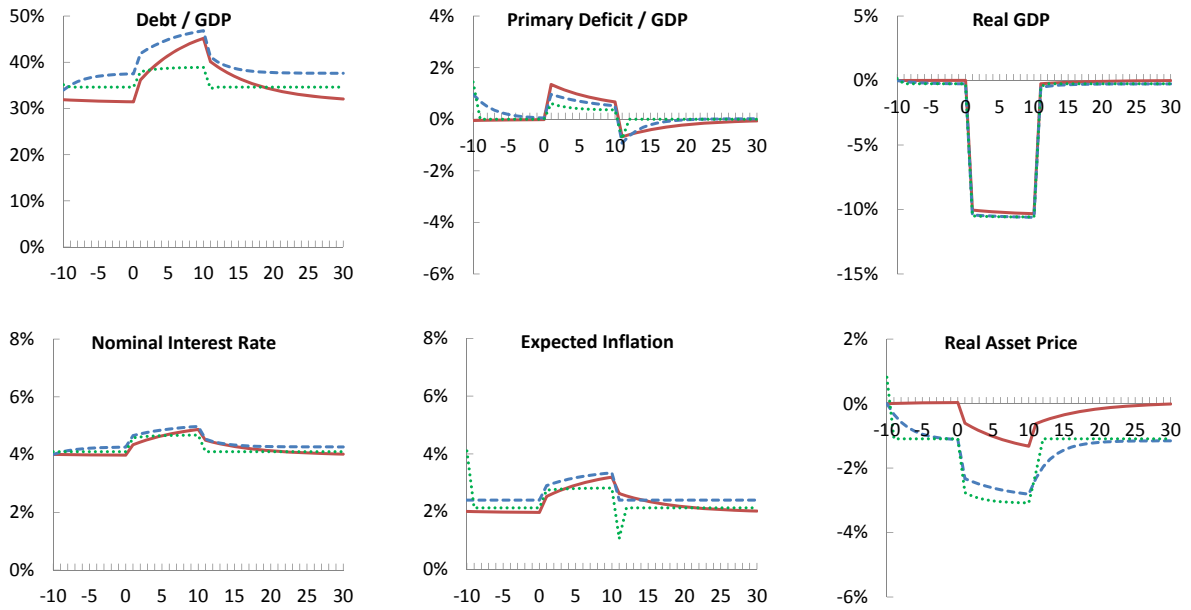 Debt / GDP
50%
40%
30%
20%
10%
0%
-10 -5 0 5 10 15 20 25 30
Primary Deficit / GDP
4%
2%
0%
-2%
-4%
-6%
-10 -5 0 5 10 15 20 25 30
Real GDP
5%
0%
-5%
-10%
-15%
-10 -5 0 5 10 15 20 25 30
Nominal Interest Rate
8%
6%
4%
2%
0%
-10 -5 0 5 10 15 20 25 30
Expected Inflation
8%
6%
4%
2%
0%
-10 -5 0 5 10 15 20 25 30
Real Asset Price
2%
0%
-2%
-4%
-6%
-10 -5 0 5 10 15 20 25 30